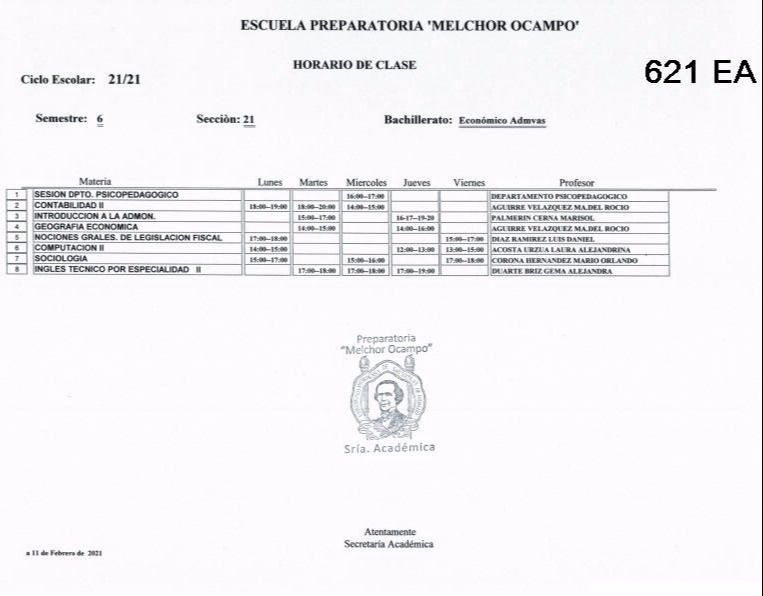 ESCUELA PREPARATORIA 'MELCHOR OCAMPO'
HORARIO DE CLASE
621 EA
Ciclo Escolar: 21/21
Semestre: 6 Secciòn: 21 Bachillerato: Económico Admvas
Materia Lunes Martes Miercoles Jueves Viernes Profesor
1 SESION DPTO. PSICOPEDAGOGICO 16:00--17:00 DEPARTAMENTO PSICOPEDAGOGICO
2 CONTABILIDAD II 18:00--19:00 18:00--20:00 14:00--15:00 AGUIRRE VELAZQUEZ MA.DEL ROCIO
3 INTRODUCCION A LA ADMON. 15:00--17:00 16-17--19-20 PALMERIN CERNA MARISOL
4 GEOGRAFIA ECONOMICA 14:00--15:00 14:00--16:00 AGUIRRE VELAZQUEZ MA.DEL ROCIO
5 NOCIONES GRALES. DE LEGISLACION FISCAL 17:00--18:00 15:00--17:00 DIAZ RAMIREZ LUIS DANIEL
6 COMPUTACION II 14:00--15:00 12:00--13:00 13:00--15:00 ACOSTA URZUA LAURA ALEJANDRINA
7 SOCIOLOGIA 15:00--17:00 15:00--16:00 17:00--18:00 CORONA HERNANDEZ MARIO ORLANDO
8 INGLES TECNICO POR ESPECIALIDAD II 17:00--18:00 17:00--18:00 17:00--19:00 DUARTE BRIZ GEMA ALEJANDRA
Preparatoria
"Melchor Ocampo"
Sría. Académica
Atentamente
Secretaría Académica
a 11 de Febrero de 2021